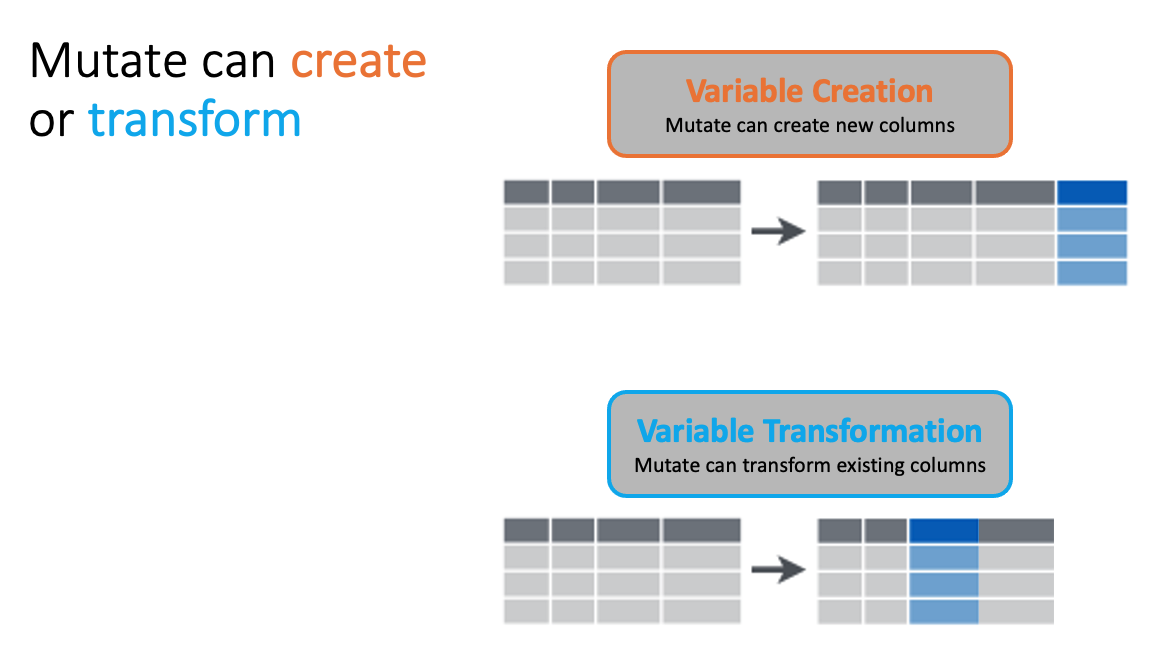 Mutate can create
or transform
Variable Creation
Mutate can create new columns
Variable Transformation
Mutate can transform existing columns